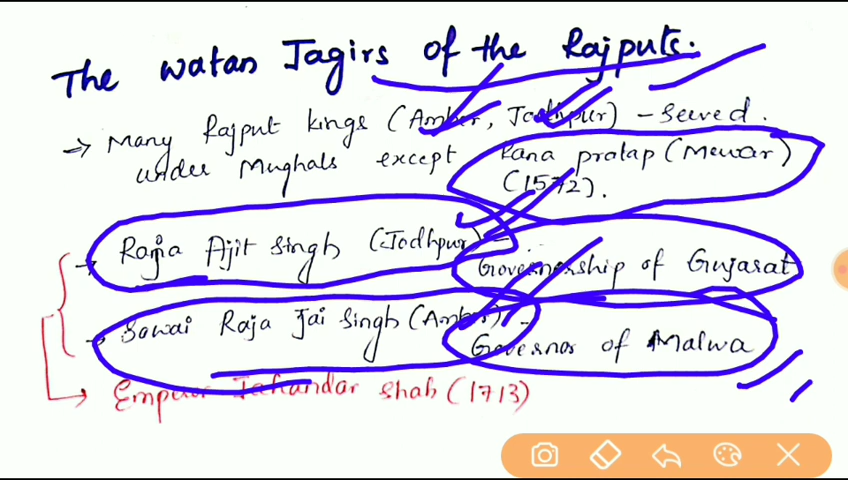 The watan Jagirs of the Rajputs.
→ Many Rajput kings (Amber, Jodhpur) - Served
under Mughals except Rana pratap (Mewar)
(1572).
→ Raja Ajit Singh (Jodhpur) -
Governership of Gujarat
→ Sawai Raja Jai Singh (Amber) -
Governor of Malwa
→ Emperor Jahandar shah (1713)